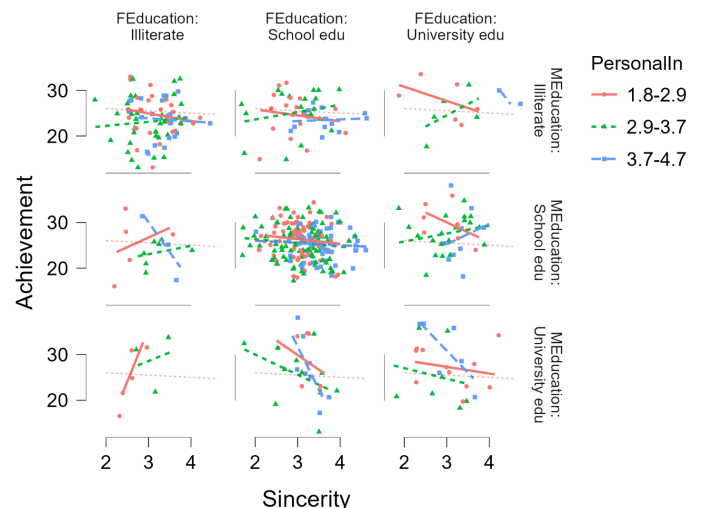 FEducation:
Illiterate
FEducation:
School edu
FEducation:
University edu
PersonalIn
1.8-2.9
2.9-3.7
3.7-4.7
MEducation:
Illiterate
30
20
MEducation:
School edu
30
20
MEducation:
University edu
30
20
Achievement
2 3 4 2 3 4 2 3 4
Sincerity